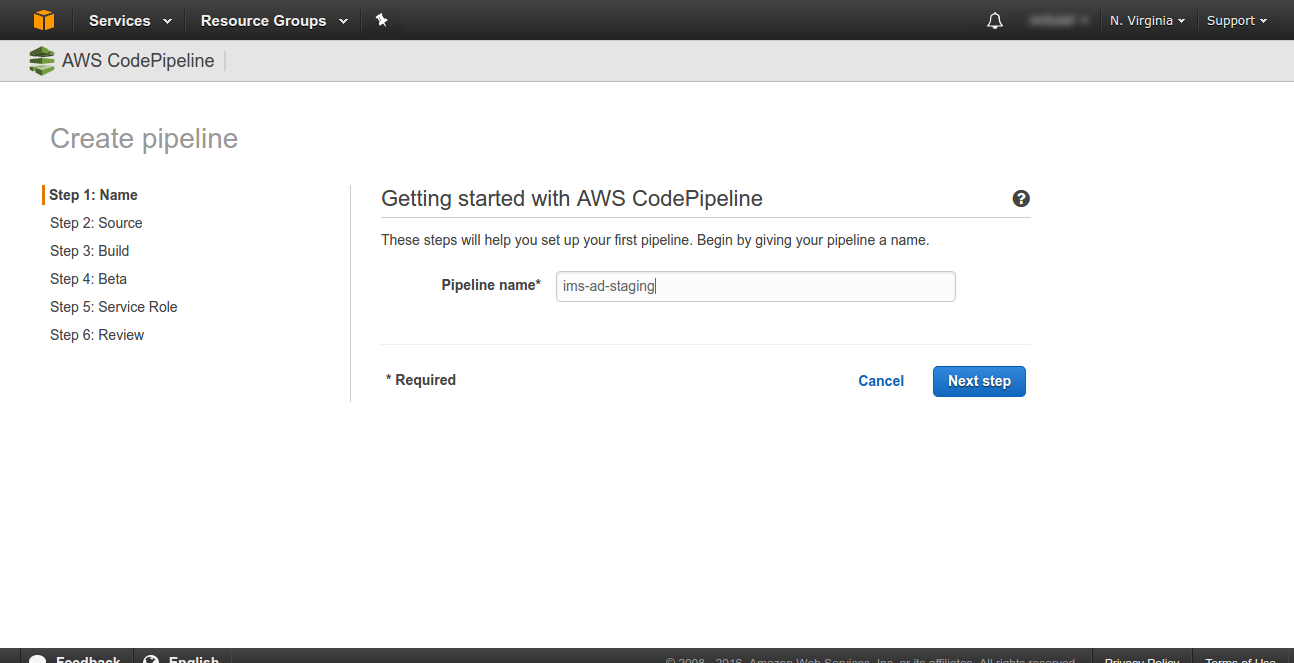 Services Resource Groups N. Virginia Support
AWS CodePipeline
Create pipeline
Step 1: Name
Step 2: Source
Step 3: Build
Step 4: Beta
Step 5: Service Role
Step 6: Review
Getting started with AWS CodePipeline
These steps will help you set up your first pipeline. Begin by giving your pipeline a name.
Pipeline name* ims-ad-staging
* Required Cancel Next step
Feedback English © 2008 - 2016, Amazon Web Services, Inc. or its affiliates. All rights reserved. Privacy Policy Terms of Use